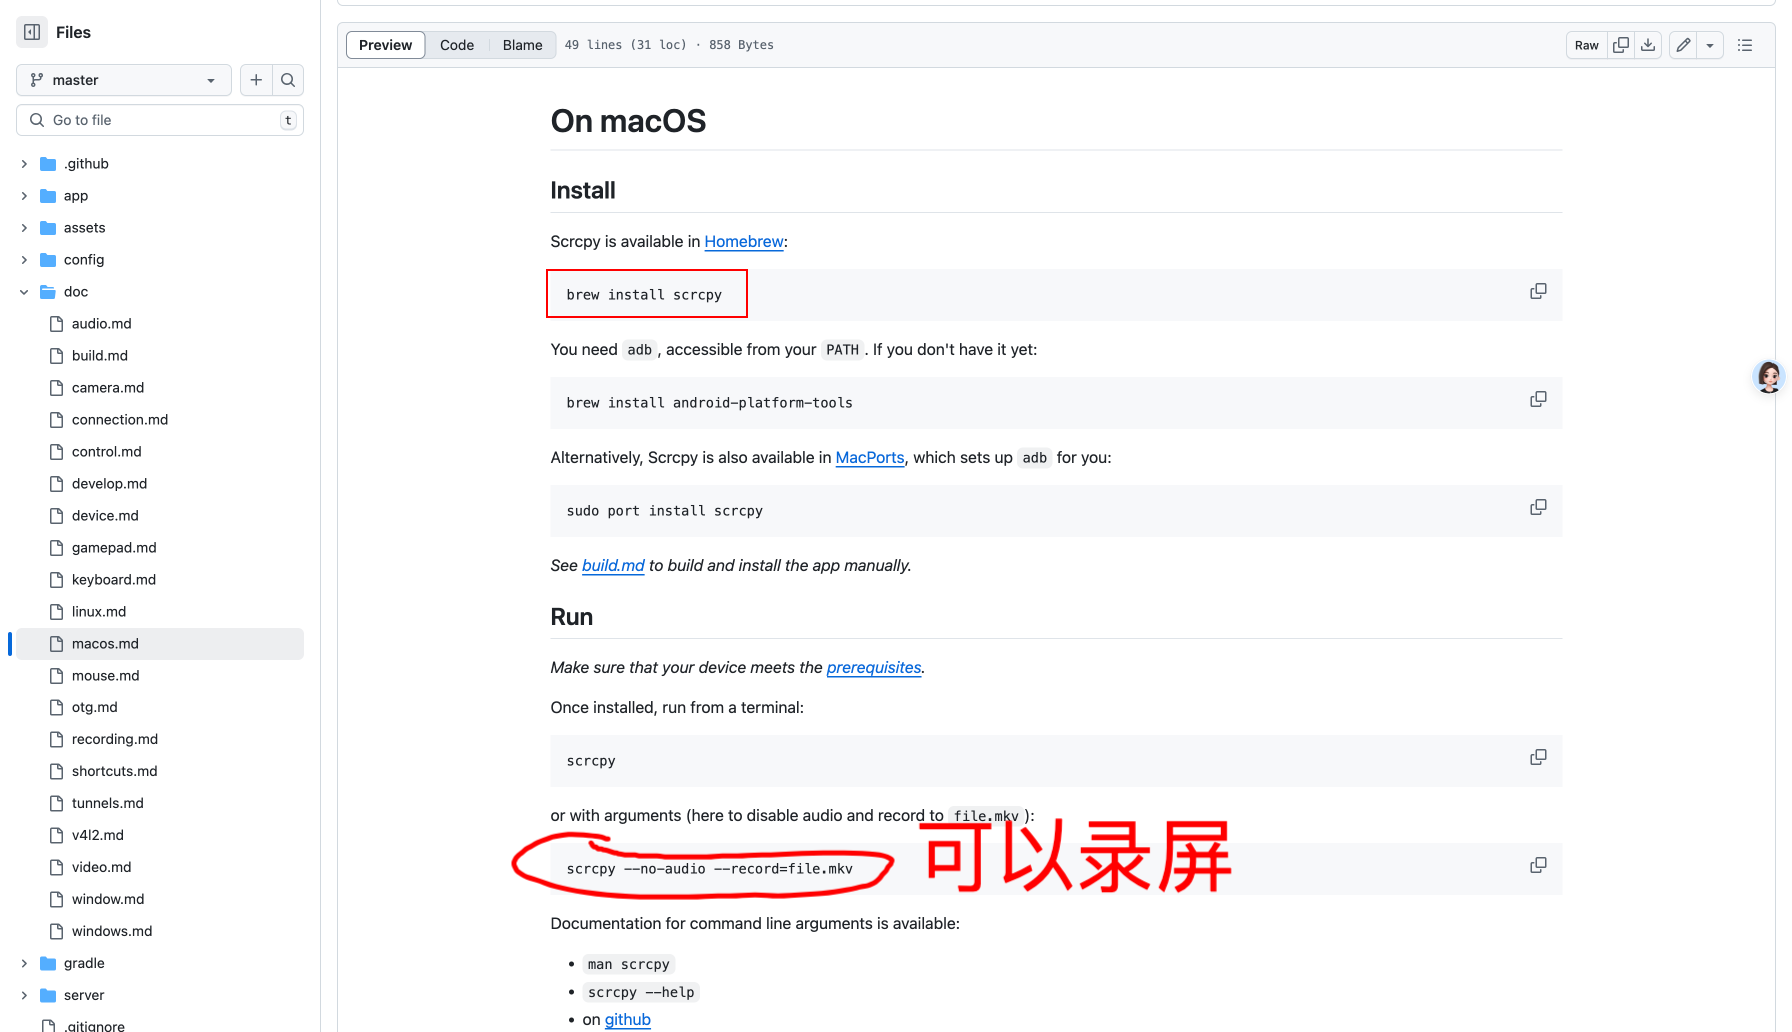 Files
master
Go to file
t
.github
app
assets
config
doc
audio.md
build.md
camera.md
connection.md
control.md
develop.md
device.md
gamepad.md
keyboard.md
linux.md
macos.md
mouse.md
otg.md
recording.md
shortcuts.md
tunnels.md
v4l2.md
video.md
window.md
windows.md
gradle
server
.gitignore
Preview Code Blame 49 lines (31 loc) · 858 Bytes
Raw
On macOS
Install
Scrcpy is available in Homebrew:
brew install scrcpy
You need adb, accessible from your PATH. If you don't have it yet:
brew install android-platform-tools
Alternatively, Scrcpy is also available in MacPorts, which sets up adb for you:
sudo port install scrcpy
See build.md to build and install the app manually.
Run
Make sure that your device meets the prerequisites.
Once installed, run from a terminal:
scrcpy
or with arguments (here to disable audio and record to file.mkv):
scrcpy --no-audio --record=file.mkv
可以录屏
Documentation for command line arguments is available:
• man scrcpy
• scrcpy --help
• on github